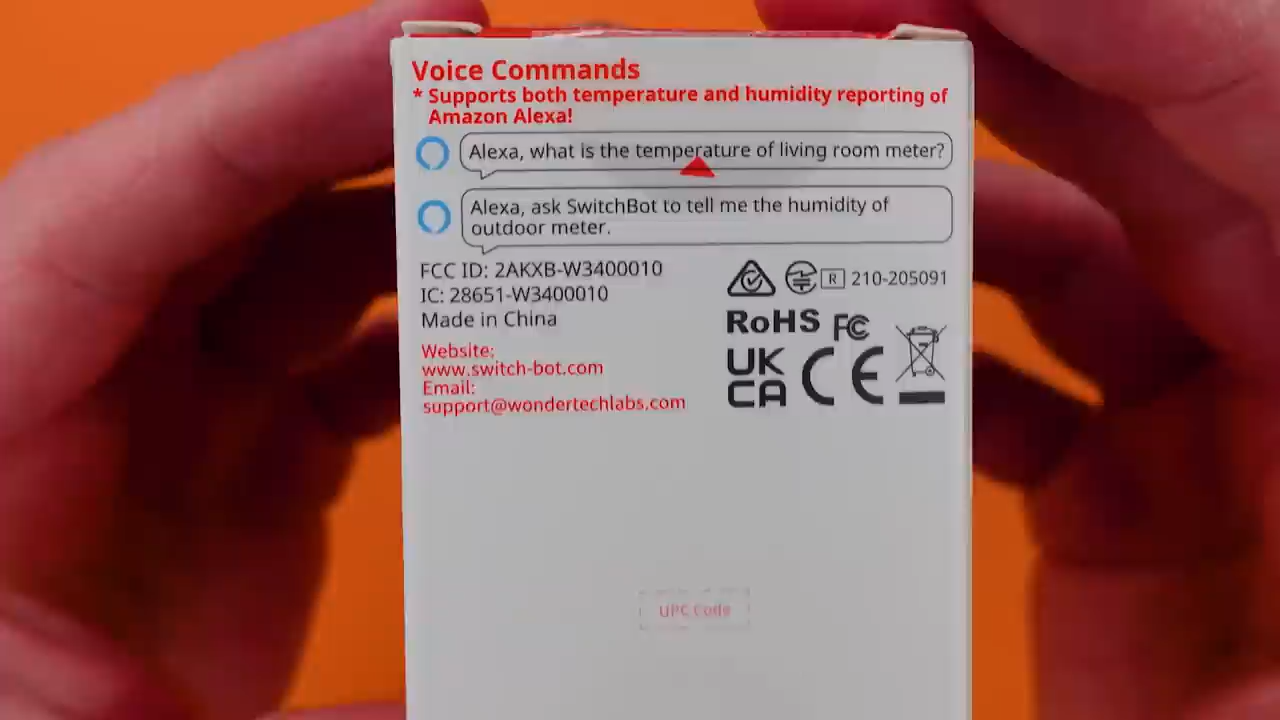 Voice Commands
* Supports both temperature and humidity reporting of
Amazon Alexa!
Alexa, what is the temperature of living room meter?
Alexa, ask SwitchBot to tell me the humidity of
outdoor meter.
FCC ID: 2AKXB-W3400010
IC: 28651-W3400010
Made in China
R 210-205091
RoHS FC
UK
CA CE
Website:
www.switch-bot.com
Email:
support@wondertechlabs.com
UPC Code